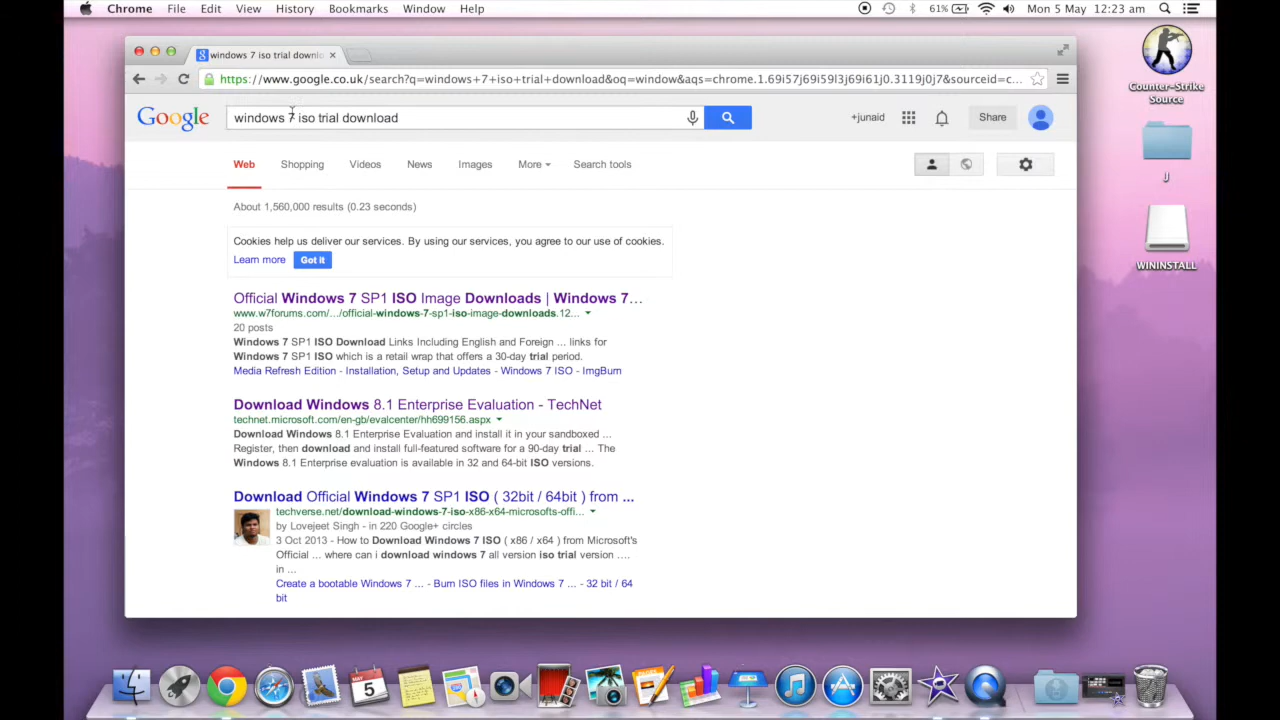 Chrome File Edit View History Bookmarks Window Help 61% Mon 5 May 12:23 am
windows 7 iso trial downlo
https://www.google.co.uk/search?q=windows+7+iso+trial+download&oq=window&aqs=chrome.1.69i57j69i59l3j69i61j0.3119j0j7&sourceid=c...
Google windows 7 iso trial download +junaid Share
Web Shopping Videos News Images More Search tools
About 1,560,000 results (0.23 seconds)
Cookies help us deliver our services. By using our services, you agree to our use of cookies.
Learn more Got it
Official Windows 7 SP1 ISO Image Downloads | Windows 7...
www.w7forums.com/.../official-windows-7-sp1-iso-image-downloads.12...
20 posts
Windows 7 SP1 ISO Download Links Including English and Foreign ... links for
Windows 7 SP1 ISO which is a retail wrap that offers a 30-day trial period.
Media Refresh Edition - Installation, Setup and Updates - Windows 7 ISO - ImgBurn
Download Windows 8.1 Enterprise Evaluation - TechNet
technet.microsoft.com/en-gb/evalcenter/hh699156.aspx
Download Windows 8.1 Enterprise Evaluation and install it in your sandboxed ...
Register, then download and install full-featured software for a 90-day trial ... The
Windows 8.1 Enterprise evaluation is available in 32 and 64-bit ISO versions.
Download Official Windows 7 SP1 ISO ( 32bit / 64bit ) from ...
techverse.net/download-windows-7-iso-x86-x64-microsofts-offi...
by Lovejeet Singh - in 220 Google+ circles
3 Oct 2013 - How to Download Windows 7 ISO ( x86 / x64 ) from Microsoft's
Official ... where can i download windows 7 all version iso trial version ....
in ...
Create a bootable Windows 7 ... - Burn ISO files in Windows 7 ... - 32 bit / 64
bit
Counter-Strike
Source
J
WININSTALL
MAY
5